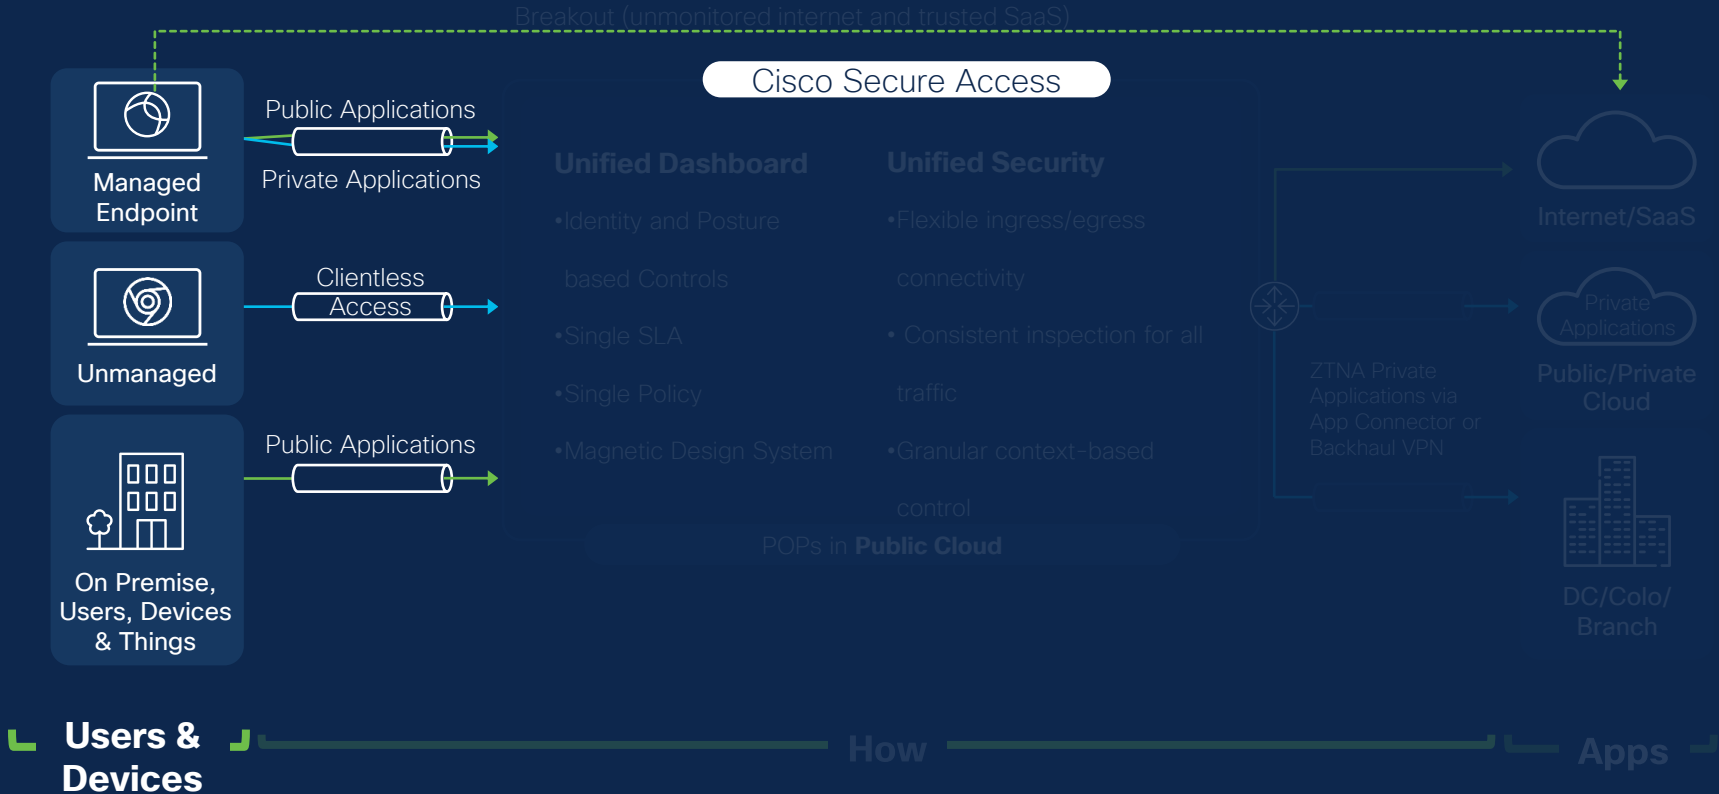 Breakout (unmonitored internet and trusted SaaS)
Cisco Secure Access
Managed
Endpoint
Public Applications
Private Applications
Clientless
Access
Unmanaged
Public Applications
On Premise,
Users, Devices
& Things
Unified Dashboard
•Identity and Posture
based Controls
•Single SLA
•Single Policy
•Magnetic Design System
Unified Security
•Flexible ingress/egress
connectivity
• Consistent inspection for all
traffic
•Granular context-based
control
POPs in Public Cloud
ZTNA Private
Applications via
App Connector or
Backhaul VPN
Internet/SaaS
Private
Applications
Public/Private
Cloud
DC/Colo/
Branch
Users &
Devices
How
Apps